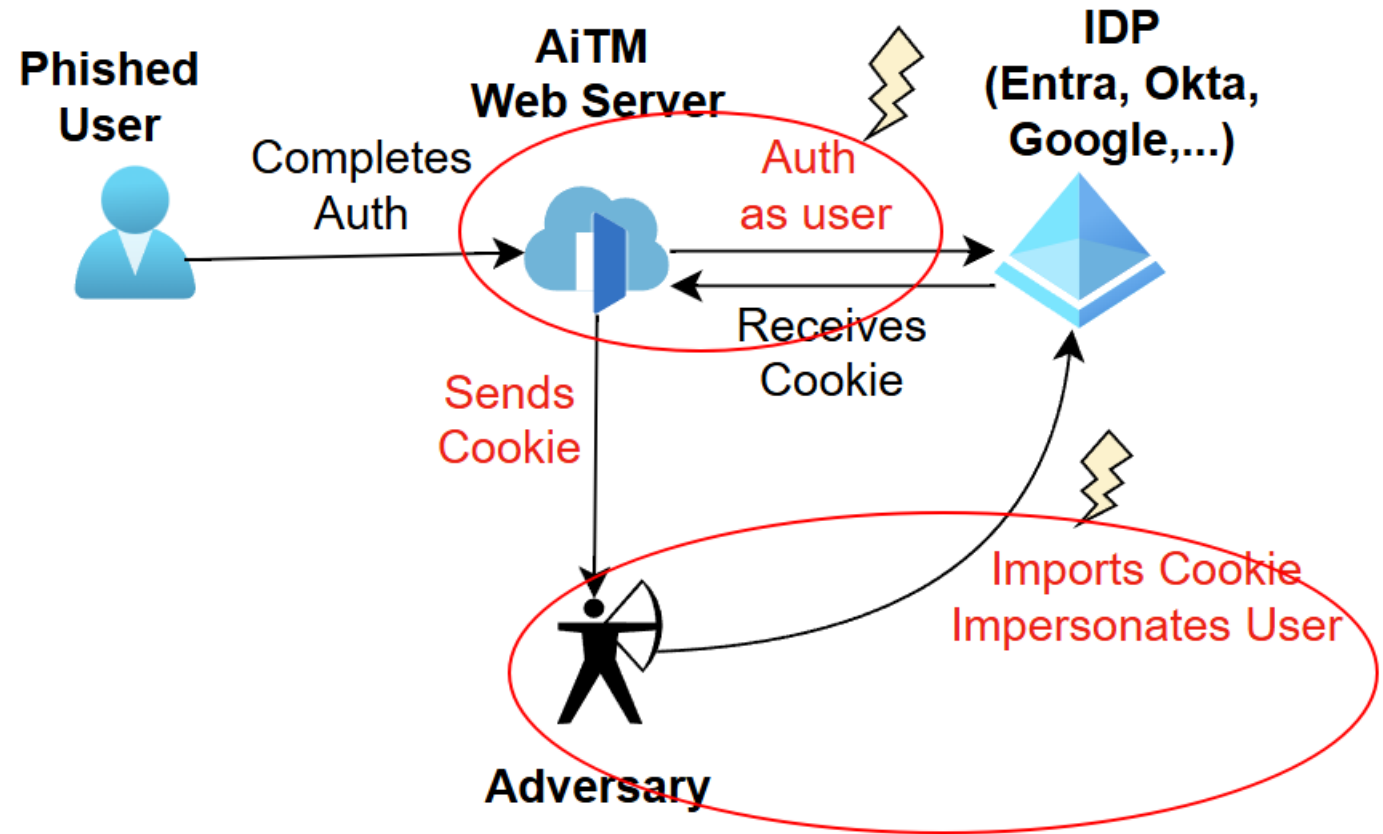 Phished
User
AiTM
Web Server
IDP
(Entra, Okta,
Google,...)
Completes
Auth
Auth
as user
Receives
Cookie
Sends
Cookie
Imports Cookie
Impersonates User
Adversary